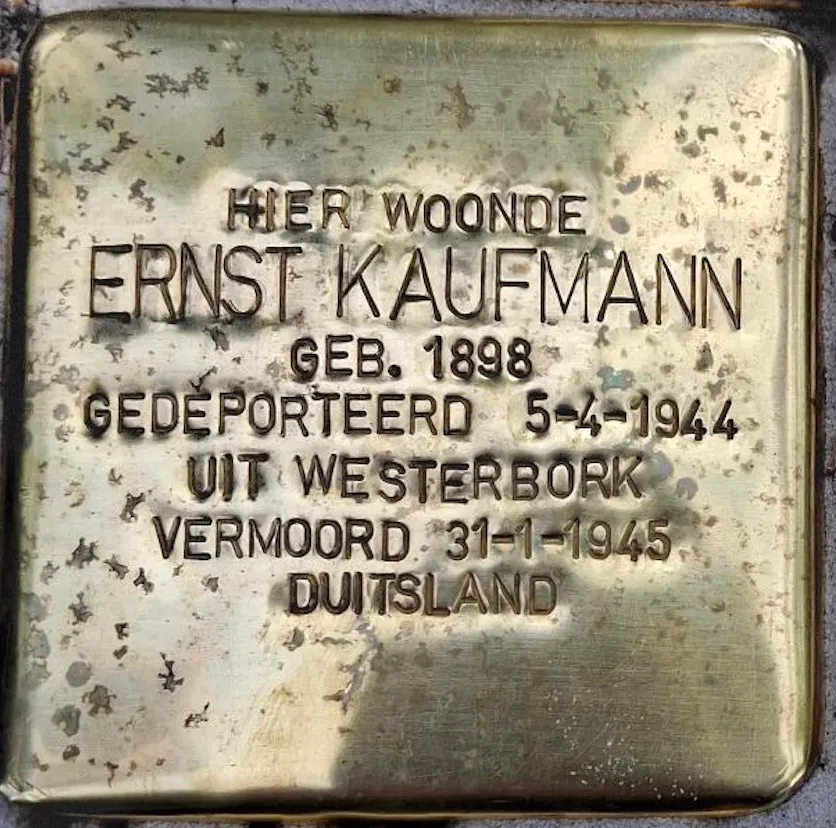 HIER WOONDE
ERNST KAUFMANN
GEB. 1898
GEDEPORTEERD 5-4-1944
UIT WESTERBORK
VERMOORD 31-1-1945
DUITSLAND